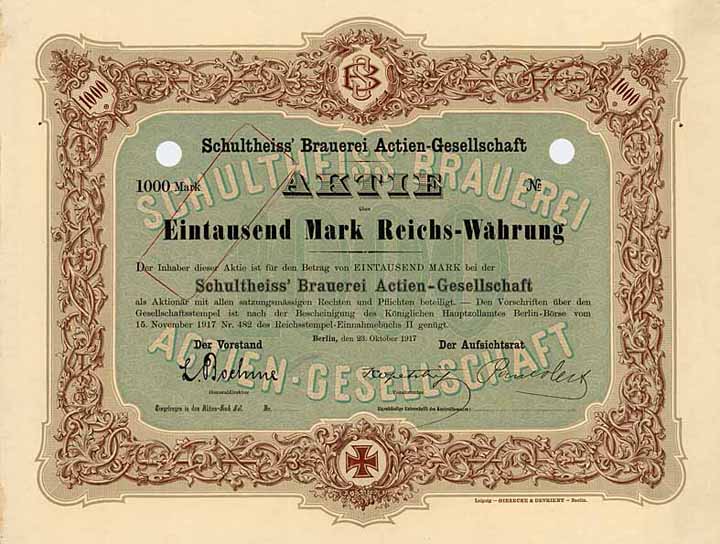 SB
1000
1000
SCHULTHEISS' BRAUEREI
Schultheiss' Brauerei Actien-Gesellschaft
1000 Mark
AKTIE
No
über
Eintausend Mark Reichs-Währung
Der Inhaber dieser Aktie ist für den Betrag von EINTAUSEND MARK bei der
Schultheiss' Brauerei Actien-Gesellschaft
als Aktionär mit allen satzungsmässigen Rechten und Pflichten beteiligt. — Den Vorschriften über den
Gesellschaftsstempel ist nach der Bescheinigung des Königlichen Hauptzollamtes Berlin-Börse vom
15. November 1917 Nr. 482 des Reichsstempel-Einnahmebuchs II genügt.
Berlin, den 23. Oktober 1917
Der Vorstand
Der Aufsichtsrat
Generaldirektor
Vorsitzender
ACTIEN-GESELLSCHAFT
Eingetragen in das Aktien-Buch Fol. Nr.
Eigenhändige Unterschrift des Kontrollbeamten:
Leipzig — GIESECKE & DEVRIENT — Berlin.